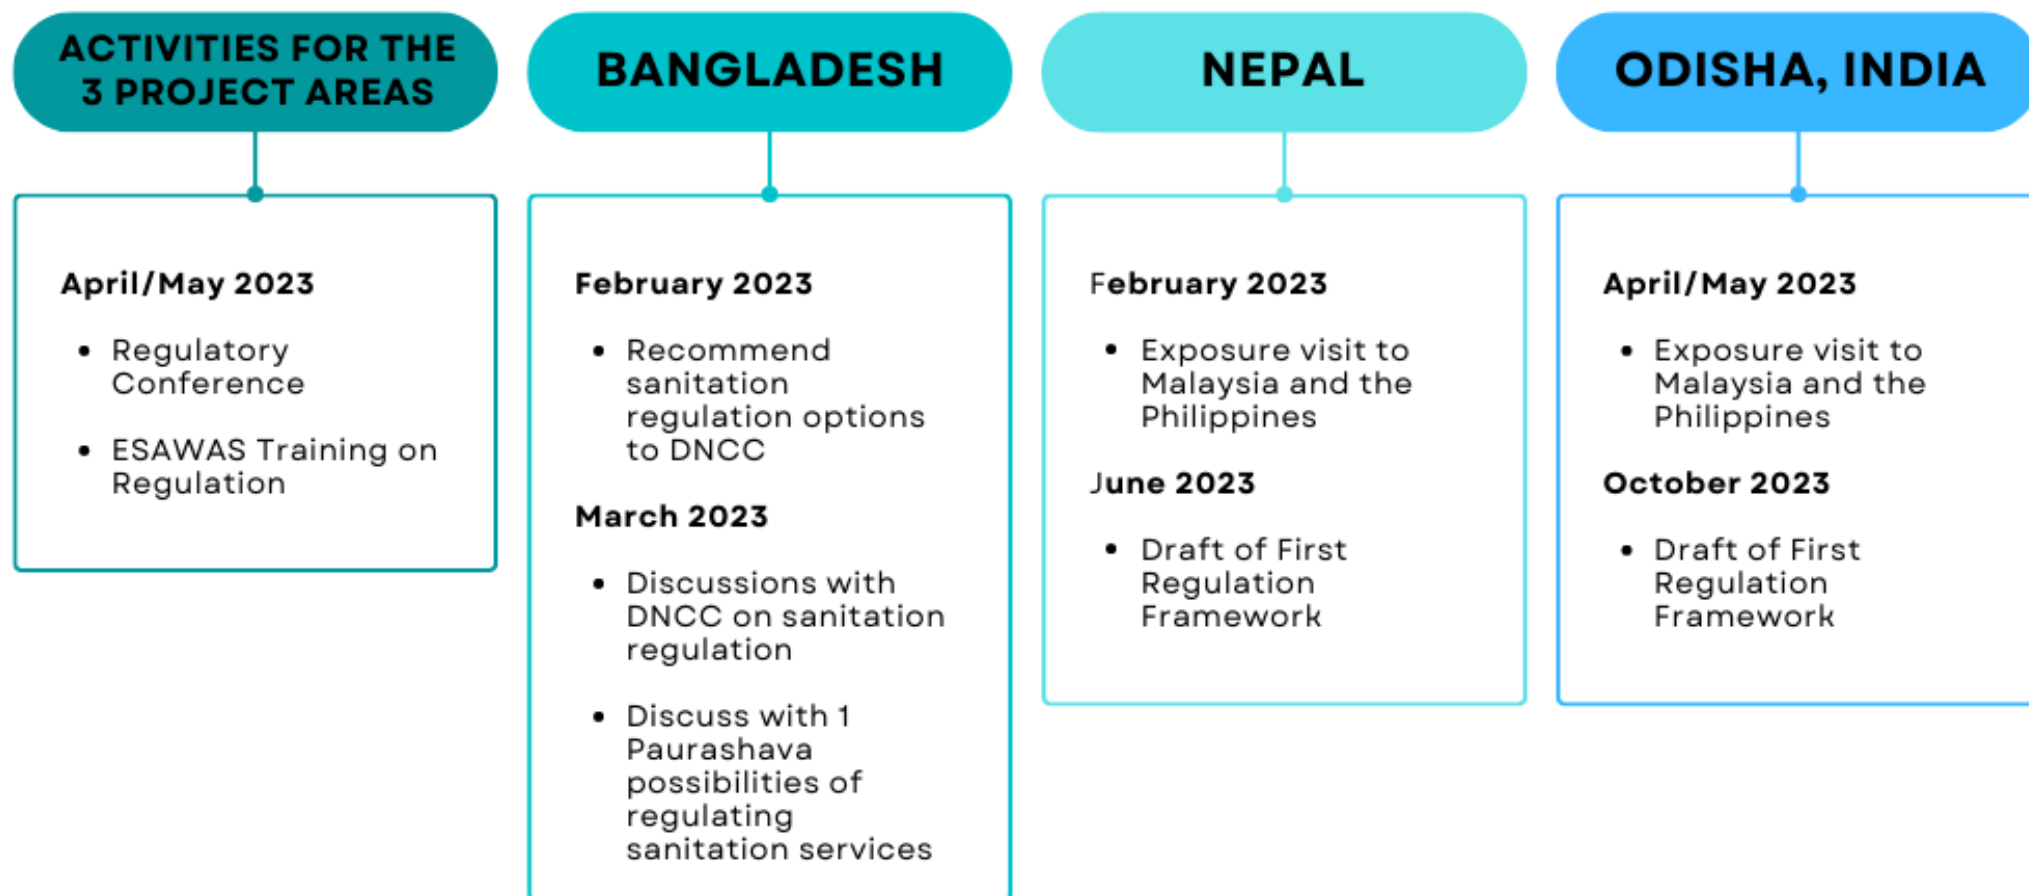 ACTIVITIES FOR THE
3 PROJECT AREAS
April/May 2023
Regulatory
Conference
ESAWAS Training on
Regulation
BANGLADESH
February 2023
Recommend
sanitation
regulation options
to DNCC
March 2023
Discussions with
DNCC on sanitation
regulation
Discuss with 1
Paurashava
possibilities of
regulating
sanitation services
NEPAL
February 2023
Exposure visit to
Malaysia and the
Philippines
June 2023
Draft of First
Regulation
Framework
ODISHA, INDIA
April/May 2023
Exposure visit to
Malaysia and the
Philippines
October 2023
Draft of First
Regulation
Framework